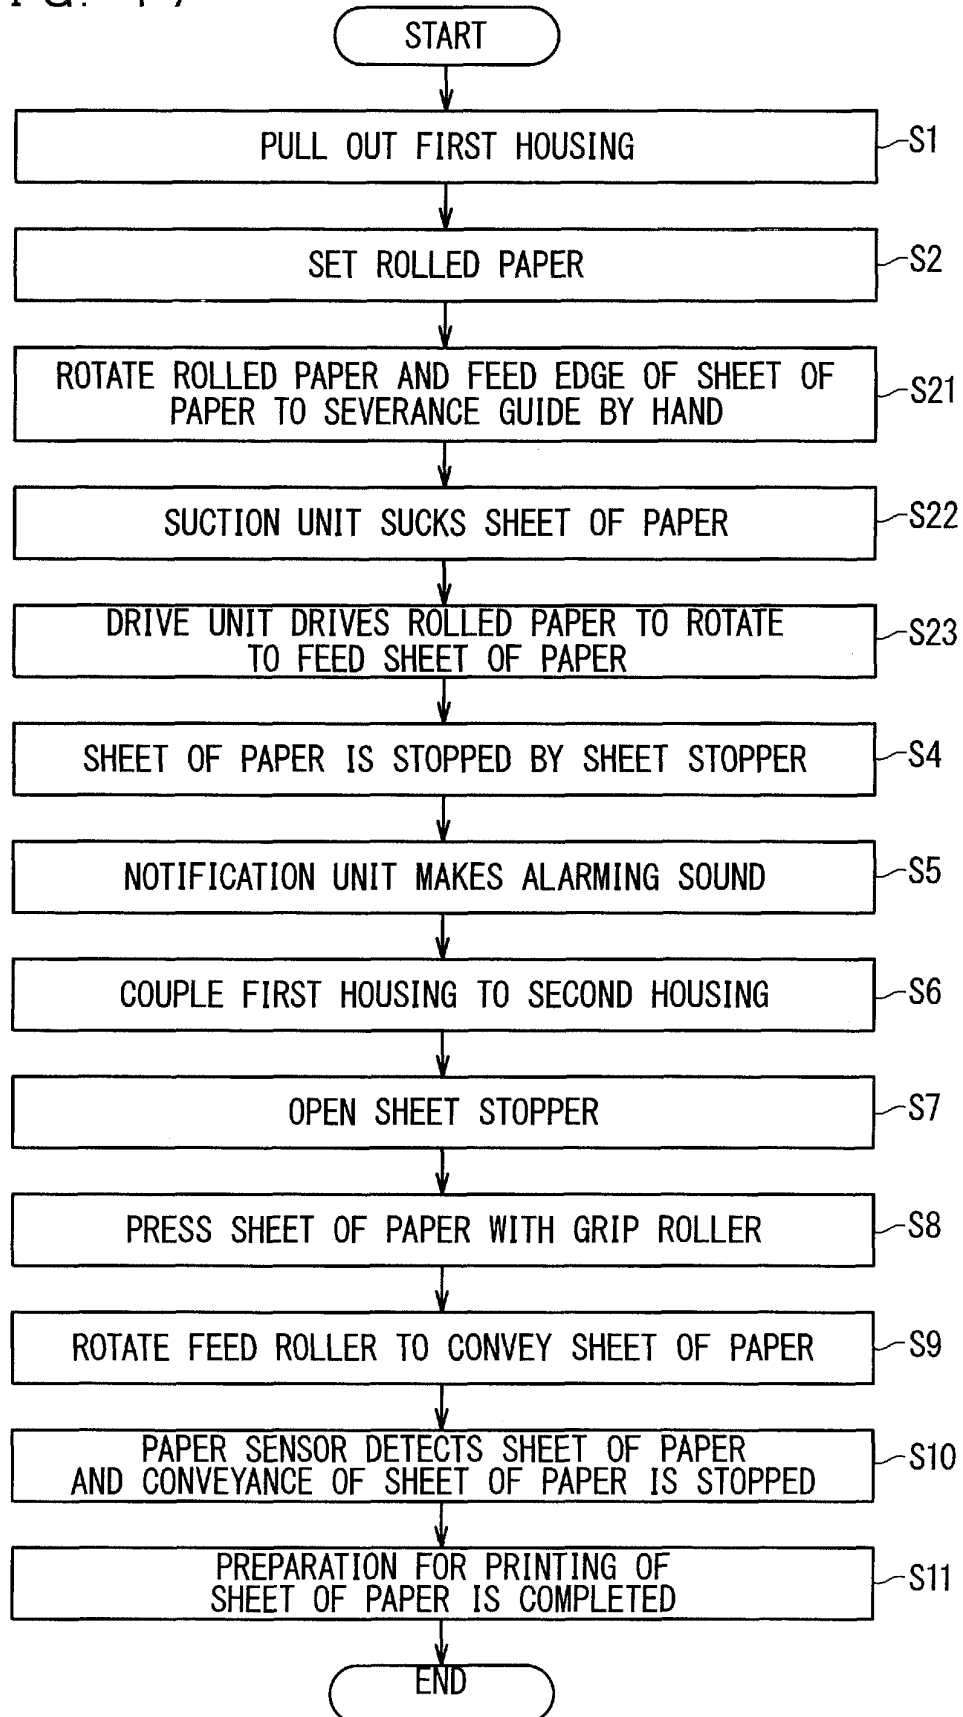 START
PULL OUT FIRST HOUSING
S1
SET ROLLED PAPER
S2
ROTATE ROLLED PAPER AND FEED EDGE OF SHEET OF
PAPER TO SEVERANCE GUIDE BY HAND
S21
SUCTION UNIT SUCKS SHEET OF PAPER
S22
DRIVE UNIT DRIVES ROLLED PAPER TO ROTATE
TO FEED SHEET OF PAPER
S23
SHEET OF PAPER IS STOPPED BY SHEET STOPPER
S4
NOTIFICATION UNIT MAKES ALARMING SOUND
S5
COUPLE FIRST HOUSING TO SECOND HOUSING
S6
OPEN SHEET STOPPER
S7
PRESS SHEET OF PAPER WITH GRIP ROLLER
S8
ROTATE FEED ROLLER TO CONVEY SHEET OF PAPER
S9
PAPER SENSOR DETECTS SHEET OF PAPER
AND CONVEYANCE OF SHEET OF PAPER IS STOPPED
S10
PREPARATION FOR PRINTING OF
SHEET OF PAPER IS COMPLETED
S11
END